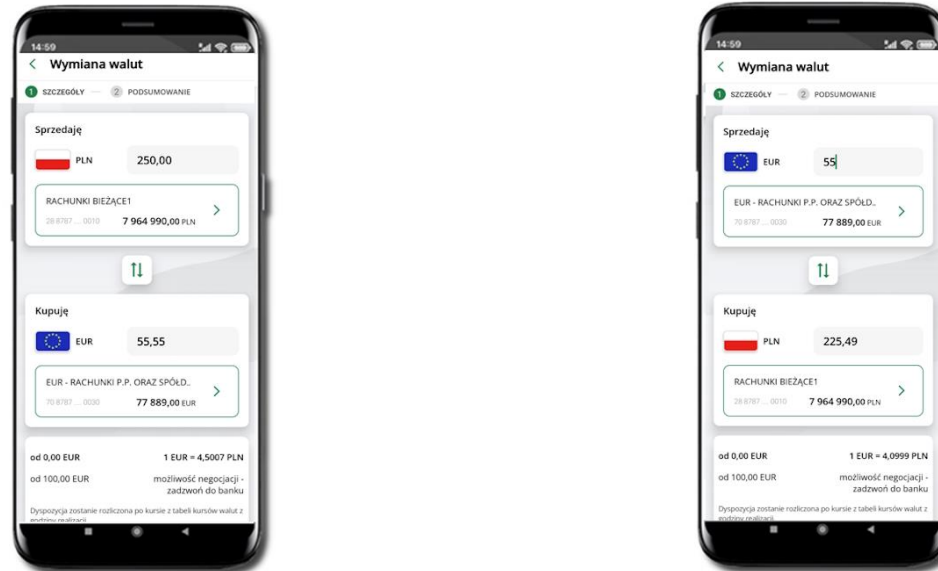 14:59
Wymiana walut
1 SZCZEGÓŁY 2 PODSUMOWANIE
Sprzedaję
PLN 250,00
RACHUNKI BIEŻĄCE1
28 8787 ... 0010 7 964 990,00 PLN
Kupuję
EUR 55,55
EUR - RACHUNKI P.P. ORAZ SPÓŁD..
70 8787 ... 0030 77 889,00 EUR
od 0,00 EUR 1 EUR = 4,5007 PLN
od 100,00 EUR możliwość negocjacji -
zadzwoń do banku
Dyspozycja zostanie rozliczona po kursie z tabeli kursów walut z
godziny realizacji
14:59
Wymiana walut
1 SZCZEGÓŁY 2 PODSUMOWANIE
Sprzedaję
EUR 55
EUR - RACHUNKI P.P. ORAZ SPÓŁD..
70 8787 ... 0030 77 889,00 EUR
Kupuję
PLN 225,49
RACHUNKI BIEŻĄCE1
28 8787 ... 0010 7 964 990,00 PLN
od 0,00 EUR 1 EUR = 4,0999 PLN
od 100,00 EUR możliwość negocjacji -
zadzwoń do banku
Dyspozycja zostanie rozliczona po kursie z tabeli kursów walut z
godziny realizacji